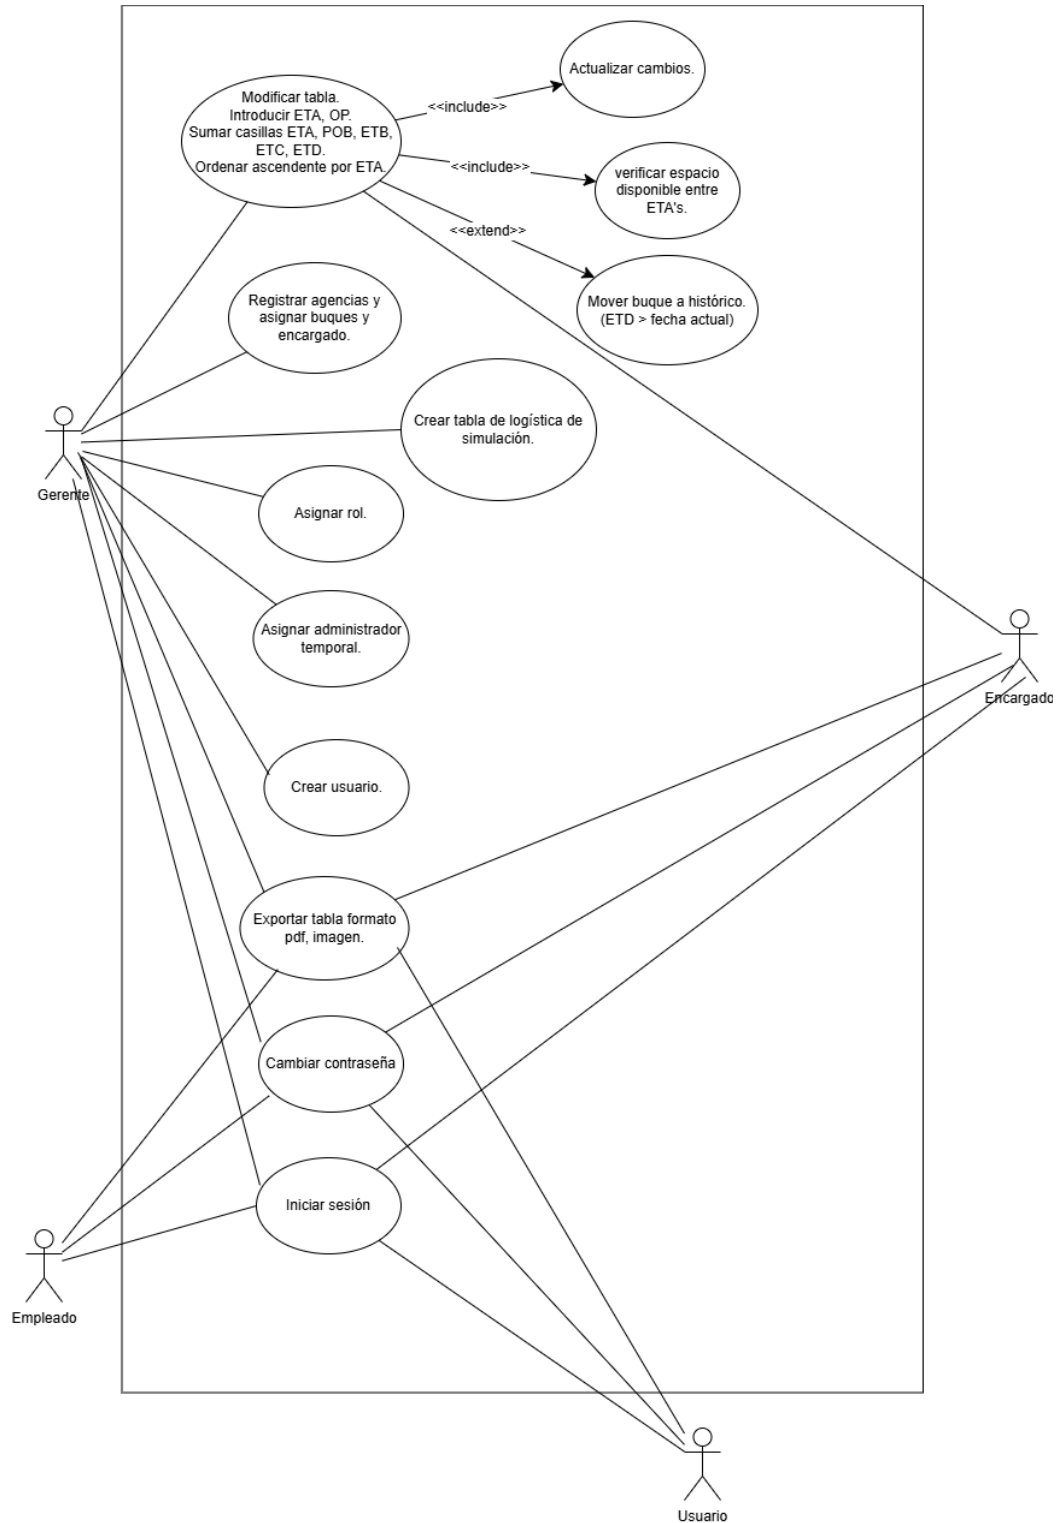 Actualizar cambios.
Modificar tabla.
Introducir ETA, OP.
Sumar casillas ETA, POB, ETB,
ETC, ETD.
Ordenar ascendente por ETA.
<<include>>
<<include>>
verificar espacio
disponible entre
ETA's.
<<extend>>
Mover buque a histórico.
(ETD > fecha actual)
Registrar agencias y
asignar buques y
encargado.
Crear tabla de logística de
simulación.
Gerente
Asignar rol.
Asignar administrador
temporal.
Encargado
Crear usuario.
Exportar tabla formato
pdf, imagen.
Cambiar contraseña
Iniciar sesión
Empleado
Usuario